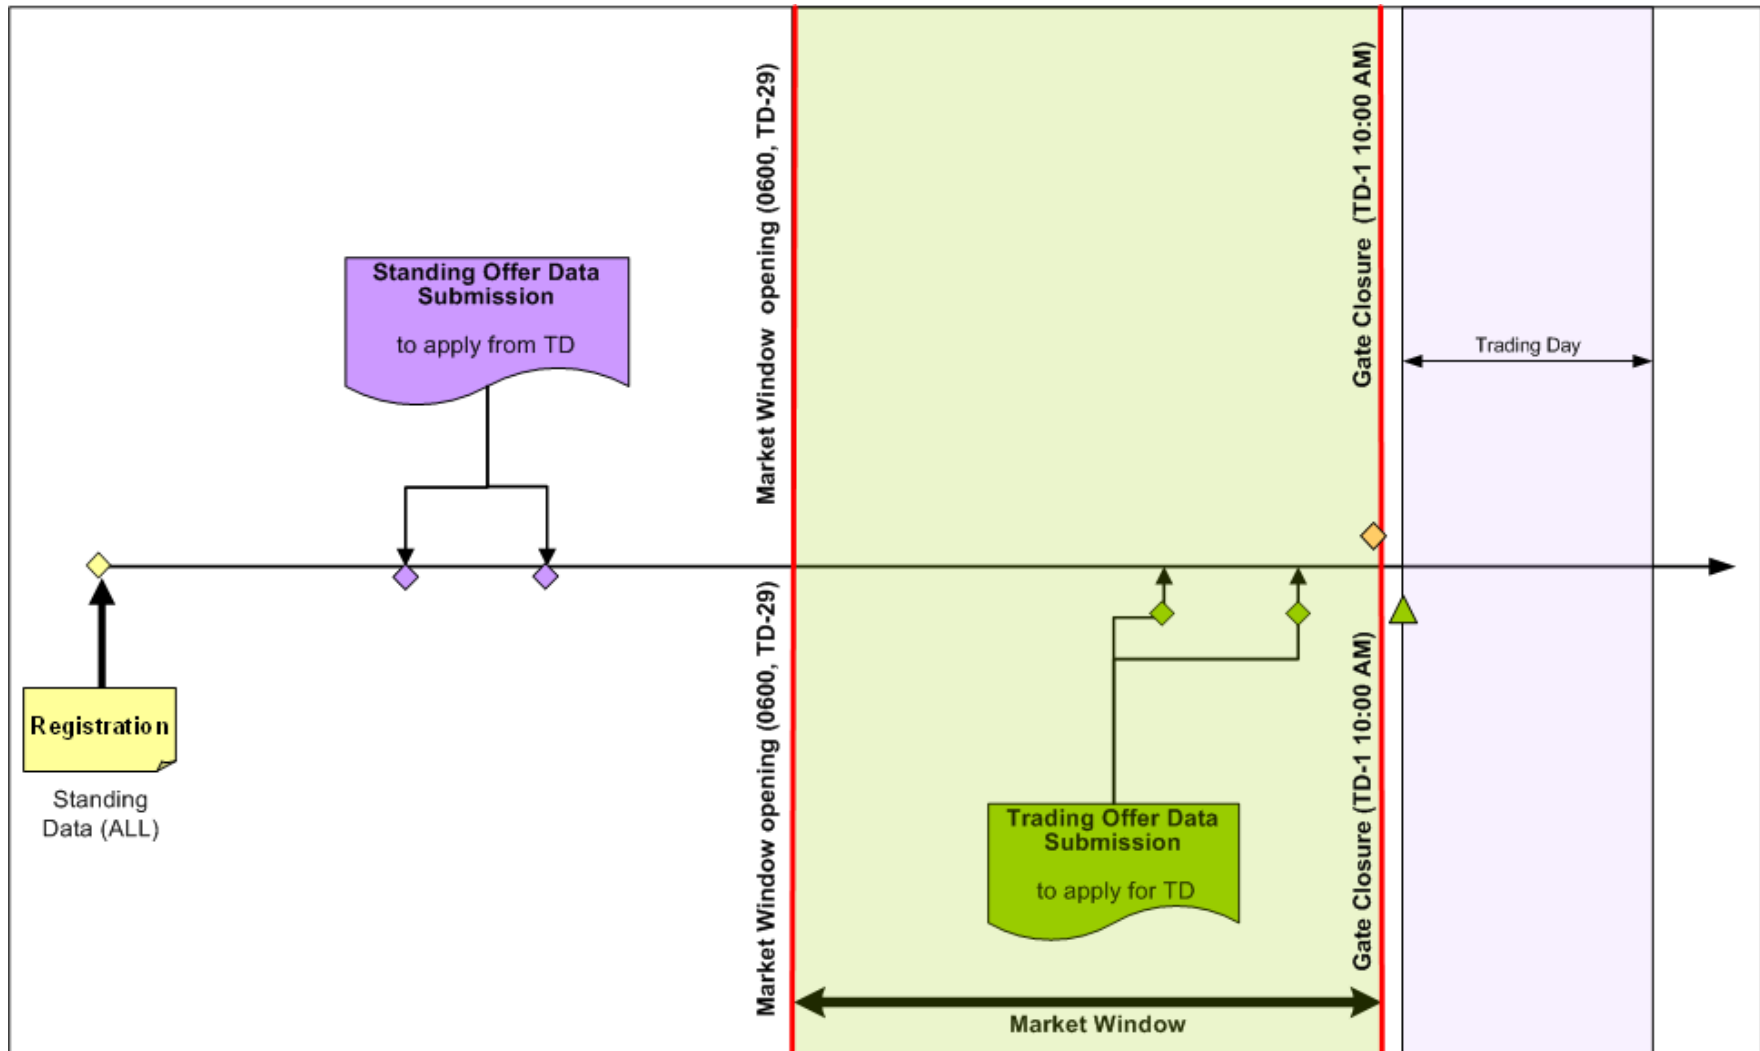 Market Window  opening (0600, TD-29)
Gate Closure  (TD-1 10:00 AM)
Standing Offer Data
Submission
to apply from TD
Trading Day
Registration
Standing
Data (ALL)
Market Window opening (0600, TD-29)
Gate Closure (TD-1 10:00 AM)
Trading Offer Data
Submission
to apply for TD
Market Window